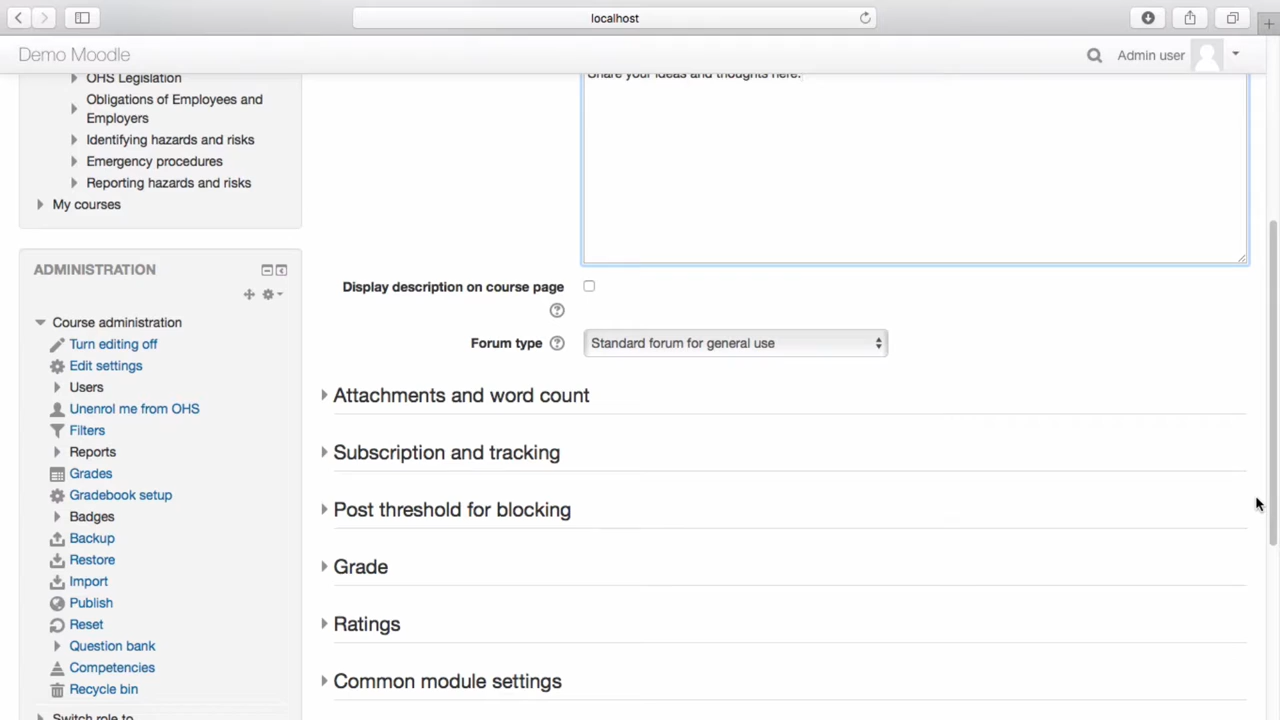 localhost
Demo Moodle
Admin user
OHS Legislation
Obligations of Employees and
Employers
Identifying hazards and risks
Emergency procedures
Reporting hazards and risks
My courses
ADMINISTRATION
Course administration
Turn editing off
Edit settings
Users
Unenrol me from OHS
Filters
Reports
Grades
Gradebook setup
Badges
Backup
Restore
Import
Publish
Reset
Question bank
Competencies
Recycle bin
Switch role to
Share your ideas and thoughts here.
Display description on course page
Forum type
Standard forum for general use
Attachments and word count
Subscription and tracking
Post threshold for blocking
Grade
Ratings
Common module settings